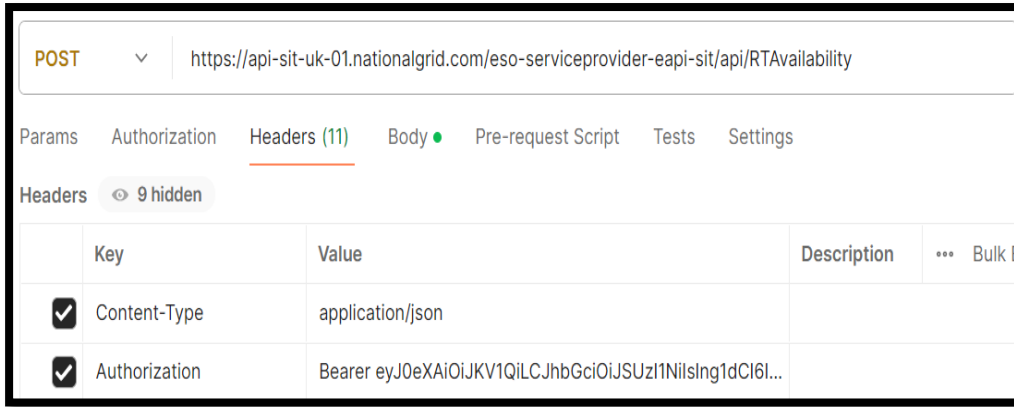 POST https://api-sit-uk-01.nationalgrid.com/eso-serviceprovider-eapi-sit/api/RTAvailability
Params Authorization Headers (11) Body Pre-request Script Tests Settings
Headers 9 hidden
Key Value Description ••• Bulk E
Content-Type application/json
Authorization Bearer eyJ0eXAiOiJKV1QiLCJhbGciOiJSUzI1NiIsIng1dCI6I...